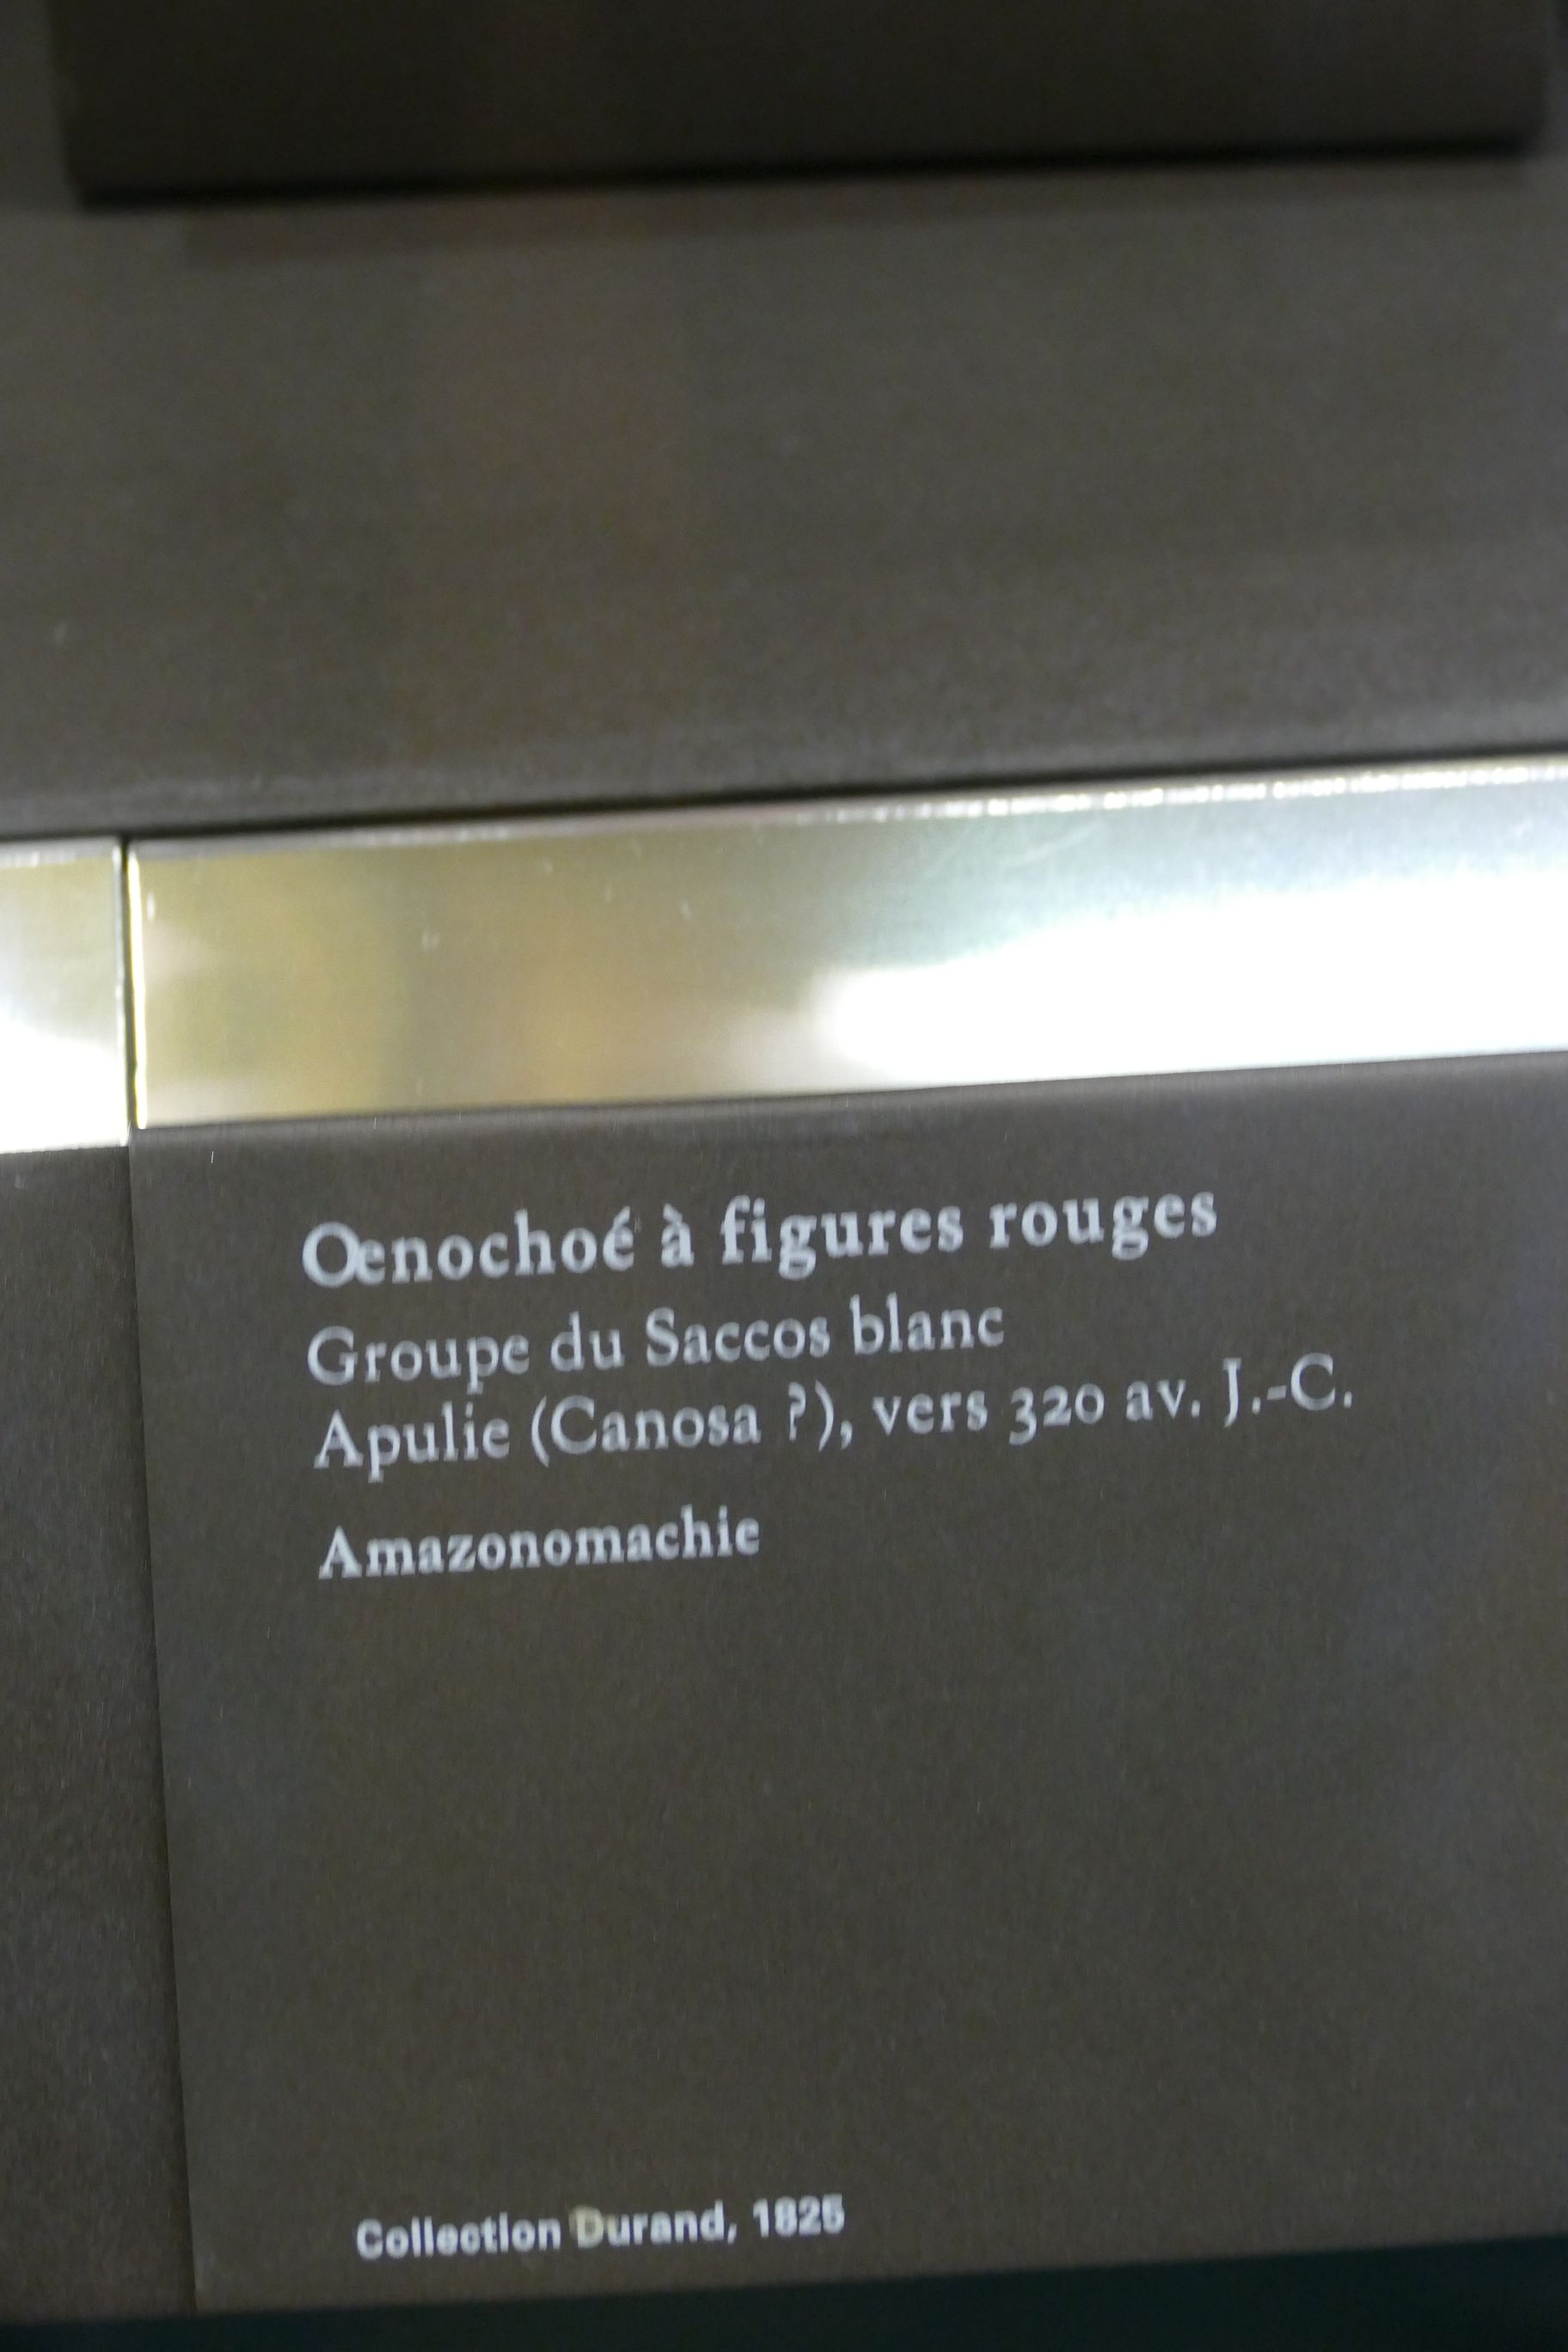 Œnochoé à figures rouges
Groupe du Saccos blanc
Apulie (Canosa ?), vers 320 av. J.-C.
Amazonomachie
Collection Durand, 1825